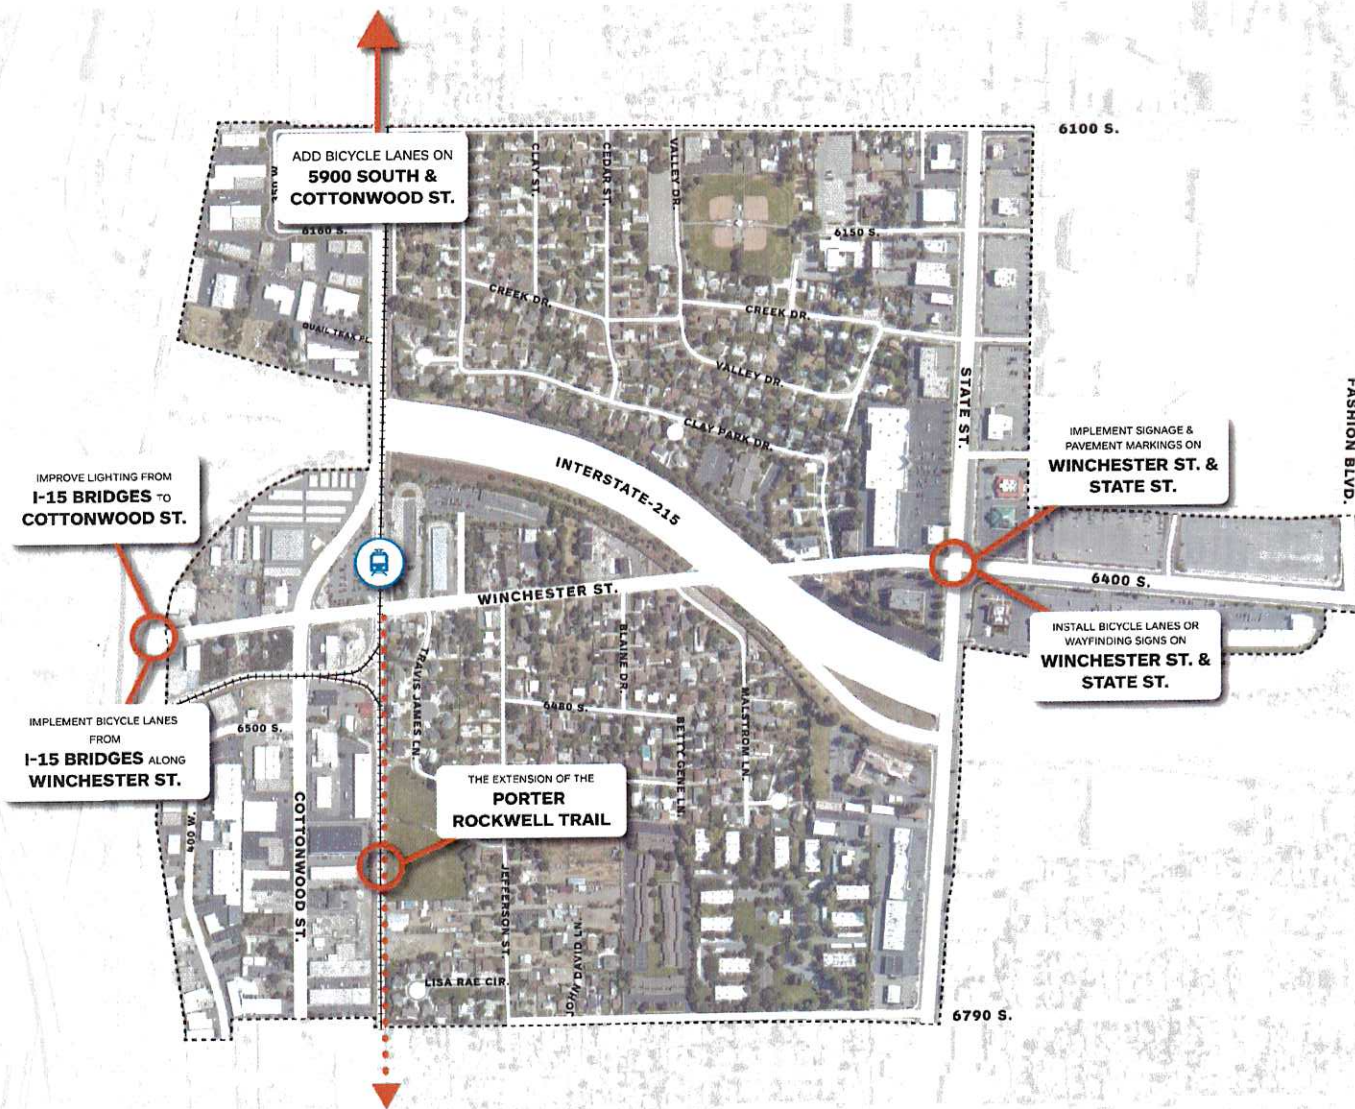 6100 S.
ADD BICYCLE LANES ON
5900 SOUTH &
COTTONWOOD ST.
CLAY ST.
CEDAR ST.
VALLEY DR.
6160 S.
6150 S.
CREEK DR.
CREEK DR.
QUAIL TRAX PL.
VALLEY DR.
STATE ST.
FASHION BLVD.
CLAY PARK DR.
IMPLEMENT SIGNAGE &
PAVEMENT MARKINGS ON
WINCHESTER ST. &
STATE ST.
IMPROVE LIGHTING FROM
I-15 BRIDGES TO
COTTONWOOD ST.
INTERSTATE-215
WINCHESTER ST.
6400 S.
INSTALL BICYCLE LANES OR
WAYFINDING SIGNS ON
WINCHESTER ST. &
STATE ST.
BLAINE DR.
TRAVIS JAMES LN.
MALSTROM LN.
6480 S.
BETTY GENE LN.
IMPLEMENT BICYCLE LANES
FROM
I-15 BRIDGES ALONG
WINCHESTER ST.
6500 S.
THE EXTENSION OF THE
PORTER
ROCKWELL TRAIL
400 W.
COTTONWOOD ST.
JEFFERSON ST.
JOHN DAVID LN.
LISA RAE CIR.
6790 S.